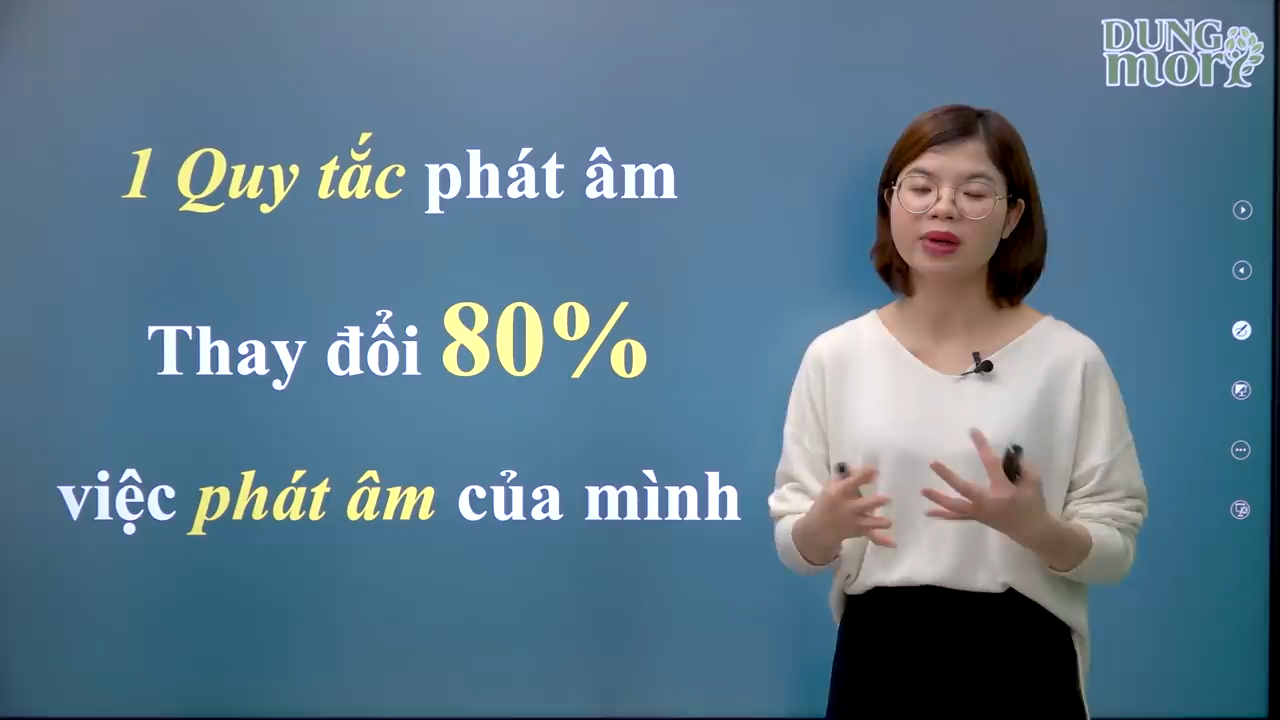 DUNG
mori
1 Quy tắc phát âm
Thay đổi 80%
việc phát âm của mình